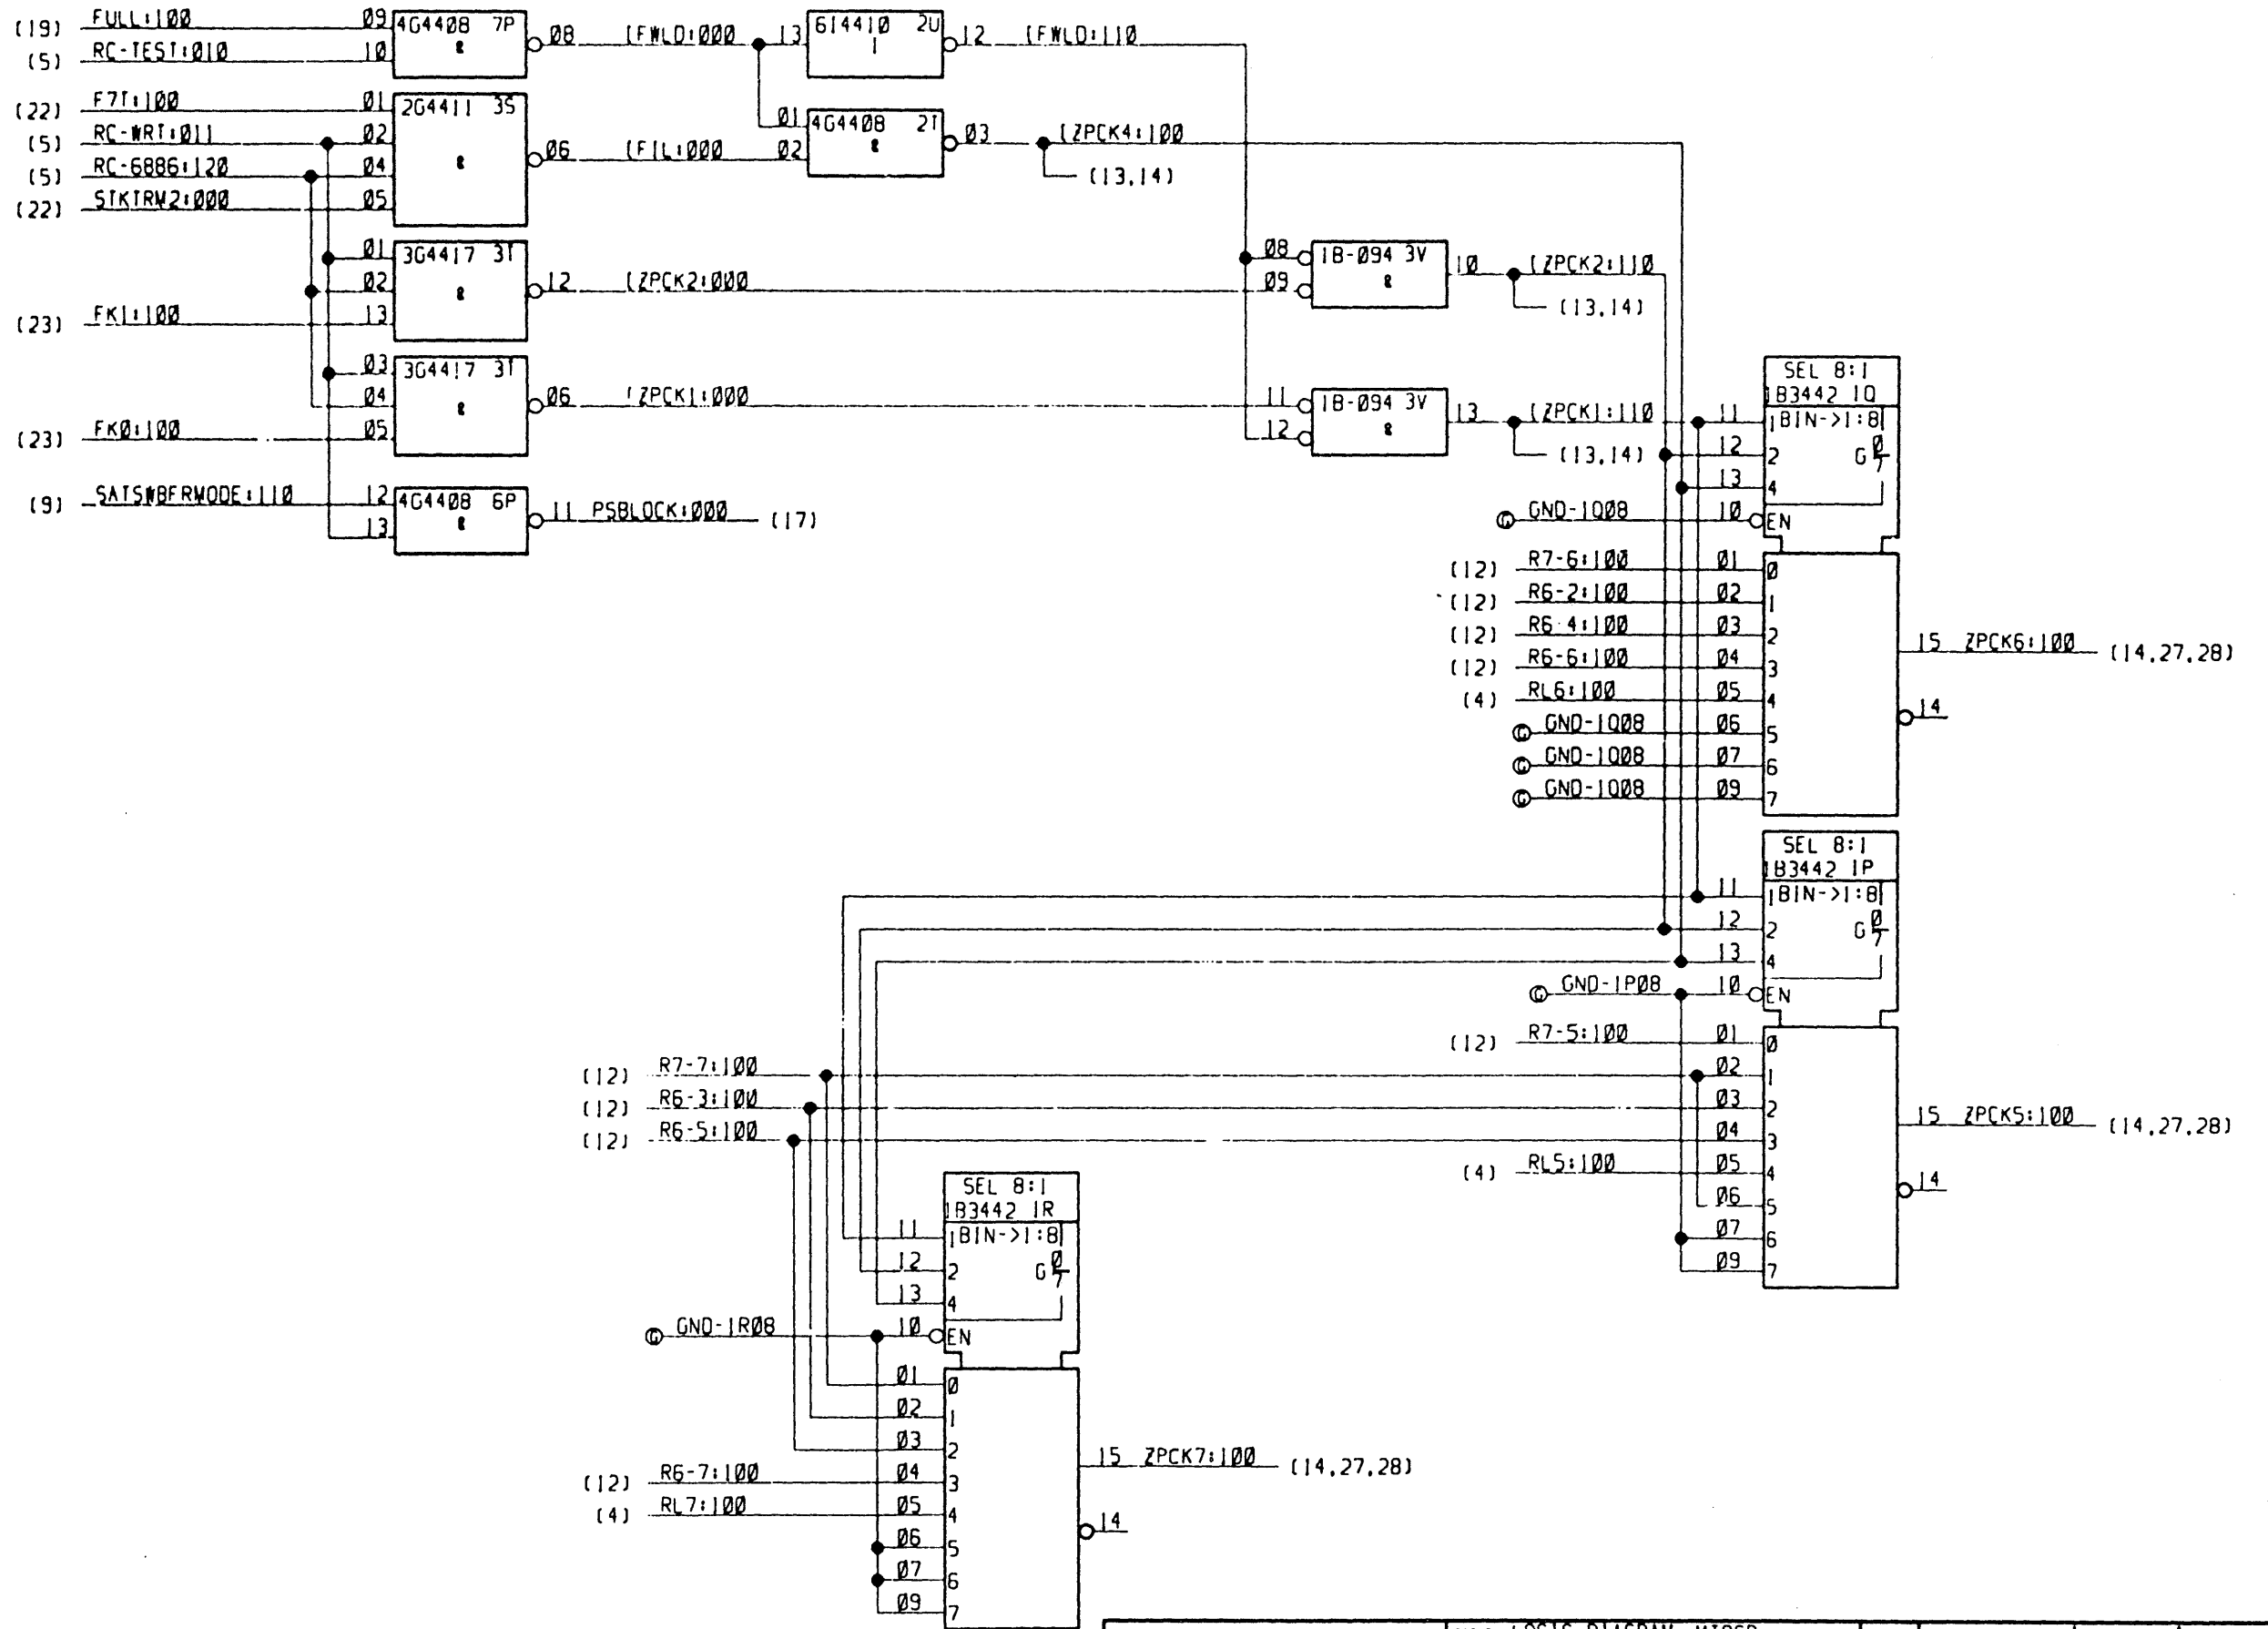 (19) FULL:100 09 4G4408 7P 08 (FWLD:000 13 6I4410 2U 12 (FWLD:110
(5) RC-TEST:010 10 & 1
(22) F7T:100 01 2G4411 3S 01 4G4408 2T 03 (ZPCK4:100
(5) RC-WRT:011 02 &
(5) RC-6886:120 04 & 06 (FIL:000 02 (13,14)
(22) STKTRM2:000 05
01 3G4417 3T 08 1B-094 3V 10 (ZPCK2:110
02 & 12 (ZPCK2:000 09 &
(23) FK1:100 13 (13,14)
03 3G4417 3T
04 & 06 (ZPCK1:000 11 1B-094 3V 13 (ZPCK1:110
(23) FK0:100 05 12 & (13,14)
(9) SATSWBFRMODE:110 12 4G4408 6P
13 & 11 PSBLOCK:000 (17)
SEL 8:1
1B3442 1Q
11 1 BIN->1:8
12 2 G 0
7
13 4
G GND-1Q08 10 EN
(12) R7-6:100 01 0
(12) R6-2:100 02 1
(12) R6-4:100 03 2
15 ZPCK6:100 (14,27,28)
(12) R6-6:100 04 3
(4) RL6:100 05 4
14
G GND-1Q08 06 5
G GND-1Q08 07 6
G GND-1Q08 09 7
SEL 8:1
1B3442 1P
11 1 BIN->1:8
12 2 G 0
7
13 4
G GND-1P08 10 EN
(12) R7-5:100 01 0
(12) R7-7:100 02 1
(12) R6-3:100 03 2
15 ZPCK5:100 (14,27,28)
(12) R6-5:100 04 3
(4) RL5:100 05 4
14
06 5
07 6
09 7
SEL 8:1
1B3442 1R
11 1 BIN->1:8
12 2 G 0
7
13 4
G GND-1R08 10 EN
01 0
02 1
03 2
15 ZPCK7:100 (14,27,28)
(12) R6-7:100 04 3
(4) RL7:100 05 4
14
06 5
07 6
09 7
LOGIC DIAGRAM